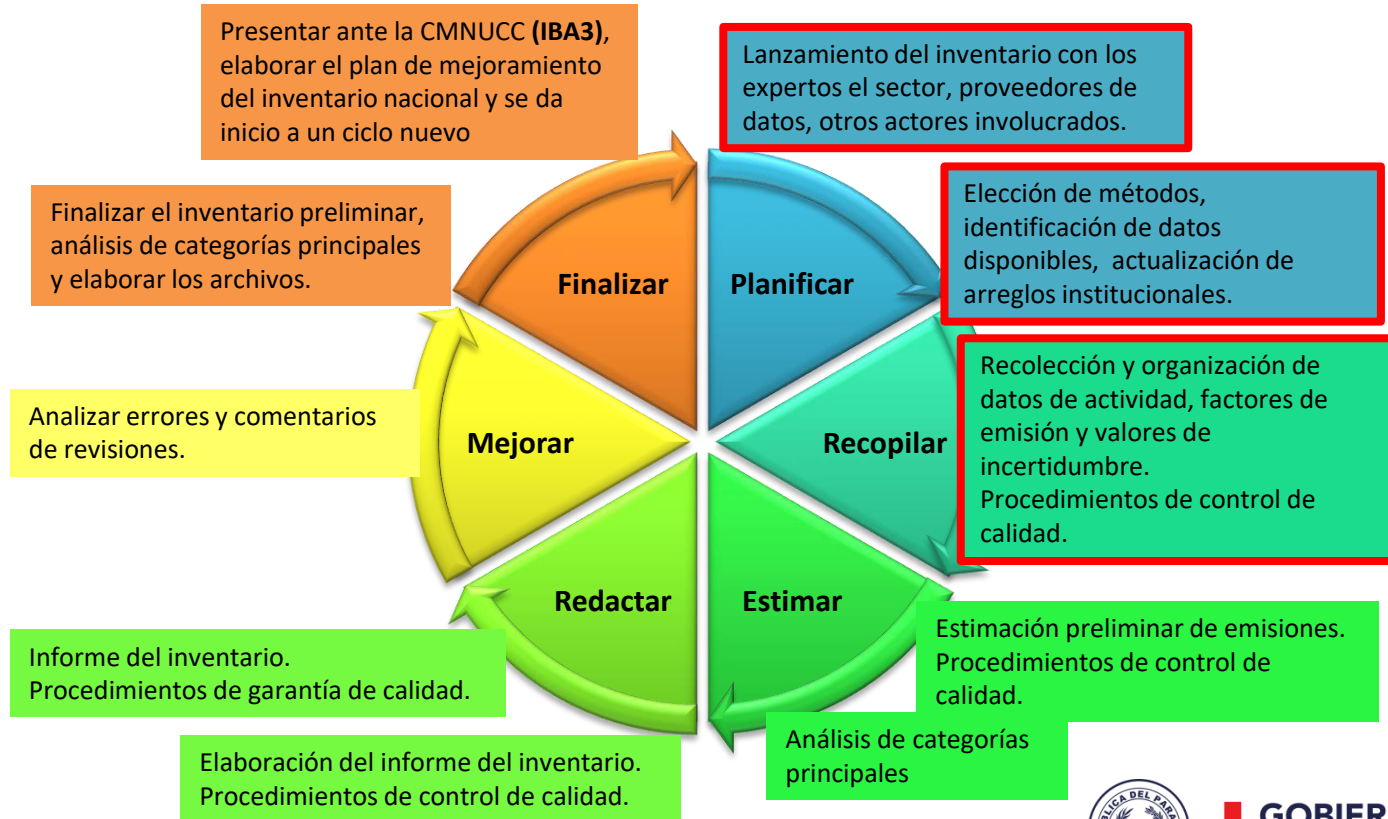 Presentar ante la CMNUCC (IBA3),
elaborar el plan de mejoramiento
del inventario nacional y se da
inicio a un ciclo nuevo
Lanzamiento del inventario con los
expertos el sector, proveedores de
datos, otros actores involucrados.
Finalizar el inventario preliminar,
análisis de categorías principales
y elaborar los archivos.
Elección de métodos,
identificación de datos
disponibles, actualización de
arreglos institucionales.
Finalizar
Planificar
Recolección y organización de
datos de actividad, factores de
emisión y valores de
incertidumbre.
Procedimientos de control de
calidad.
Analizar errores y comentarios
de revisiones.
Mejorar
Recopilar
Redactar
Estimar
Estimación preliminar de emisiones.
Procedimientos de control de
calidad.
Informe del inventario.
Procedimientos de garantía de calidad.
Análisis de categorías
principales
Elaboración del informe del inventario.
Procedimientos de control de calidad.
BLICA DEL PAR
GOBIER